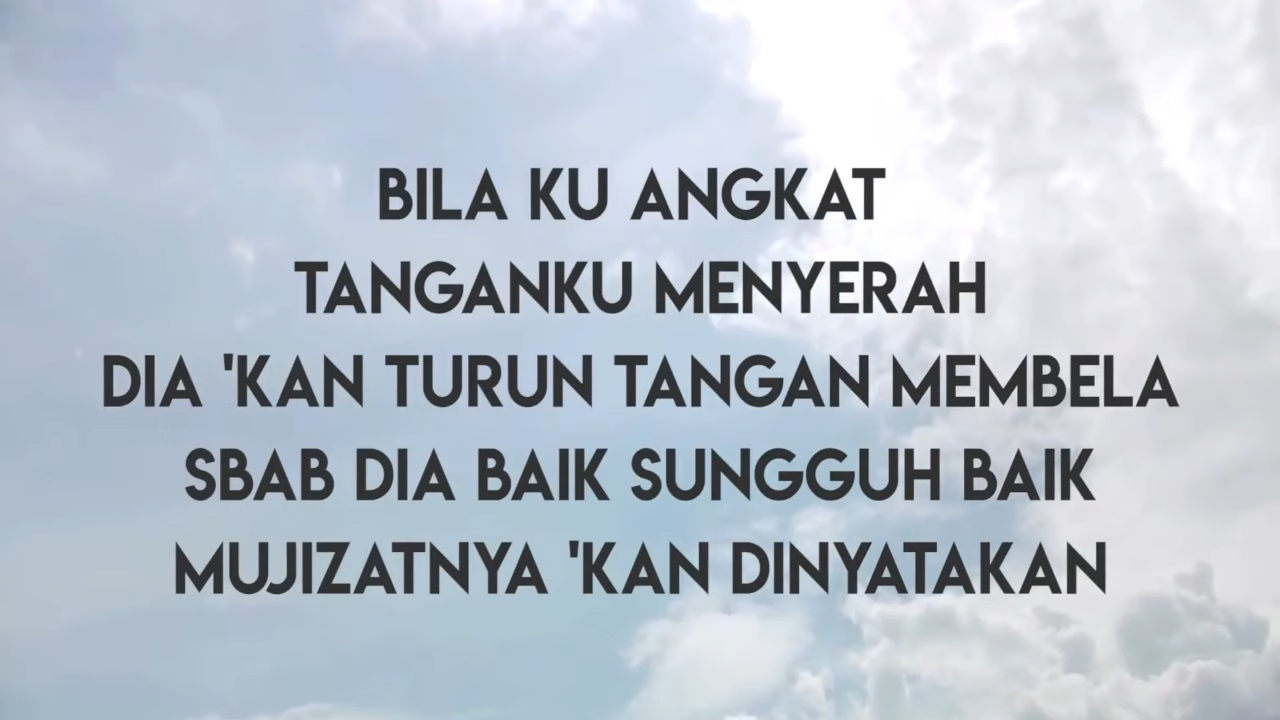 BILA KU ANGKAT
TANGANKU MENYERAH
DIA 'KAN TURUN TANGAN MEMBELA
SBAB DIA BAIK SUNGGUH BAIK
MUJIZATNYA 'KAN DINYATAKAN